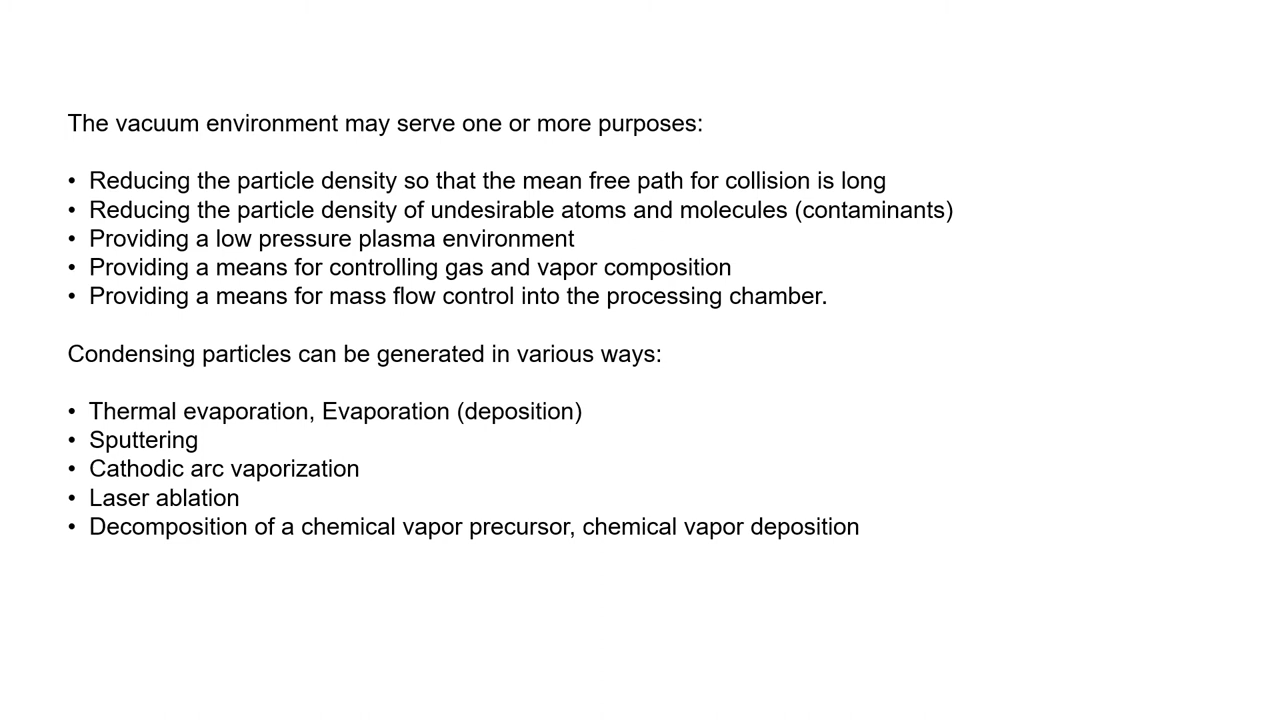 The vacuum environment may serve one or more purposes:
• Reducing the particle density so that the mean free path for collision is long
• Reducing the particle density of undesirable atoms and molecules (contaminants)
• Providing a low pressure plasma environment
• Providing a means for controlling gas and vapor composition
• Providing a means for mass flow control into the processing chamber.
Condensing particles can be generated in various ways:
• Thermal evaporation, Evaporation (deposition)
• Sputtering
• Cathodic arc vaporization
• Laser ablation
• Decomposition of a chemical vapor precursor, chemical vapor deposition